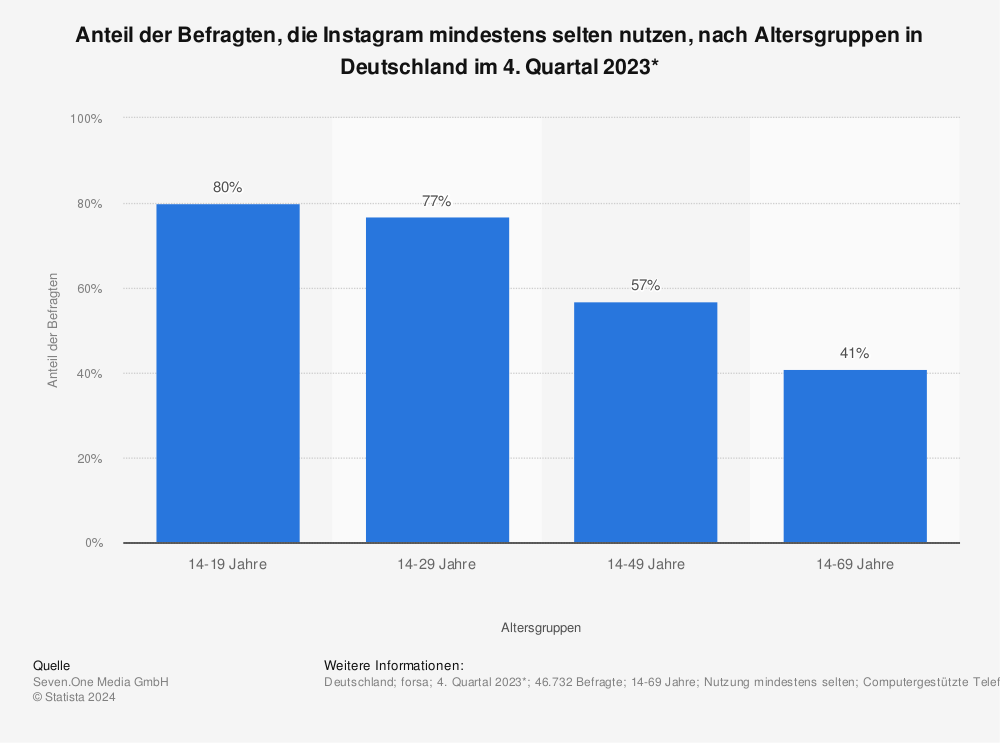 Anteil der Befragten, die Instagram mindestens selten nutzen, nach Altersgruppen in
Deutschland im 4. Quartal 2023*
100%
80%
60%
40%
20%
0%
Anteil der Befragten
80%
77%
57%
41%
14-19 Jahre
14-29 Jahre
14-49 Jahre
14-69 Jahre
Altersgruppen
Quelle
Seven.One Media GmbH
© Statista 2024
Weitere Informationen:
Deutschland; forsa; 4. Quartal 2023*; 46.732 Befragte; 14-69 Jahre; Nutzung mindestens selten; Computergestützte Telef